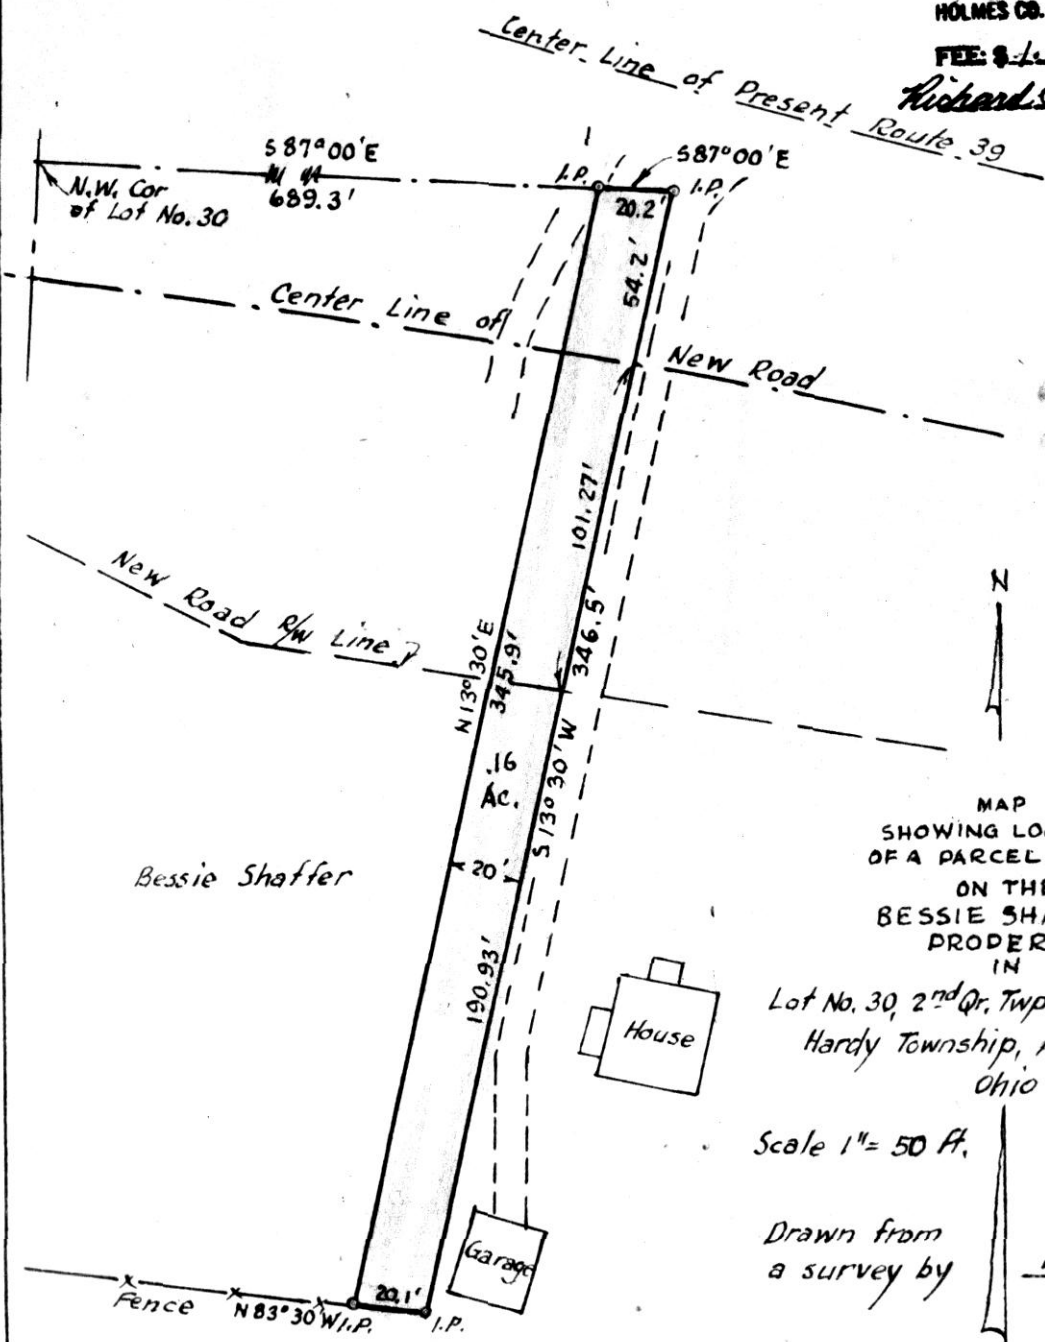 HOLMES CO.
FEE: $
Richard
Center Line of Present Route 39
S87°00'E
689.3'
N.W. Cor
of Lot No. 30
I.P.
S87°00'E
I.P.
20.2'
54.2'
Center Line of New Road
101.27'
346.5'
New Road R/W Line
N13°30'E
345.9'
S13°30'W
N
.16
AC.
20'
Bessie Shaffer
190.93'
MAP
SHOWING LO
OF A PARCEL
ON THE
BESSIE SHA
PROPER
IN
Lot No. 30, 2nd Qr. Twp
Hardy Township,
Ohio
House
Scale 1"= 50 ft.
Garage
Drawn from
a survey by
Fence
N83°30'W
I.P.
20.1'
I.P.